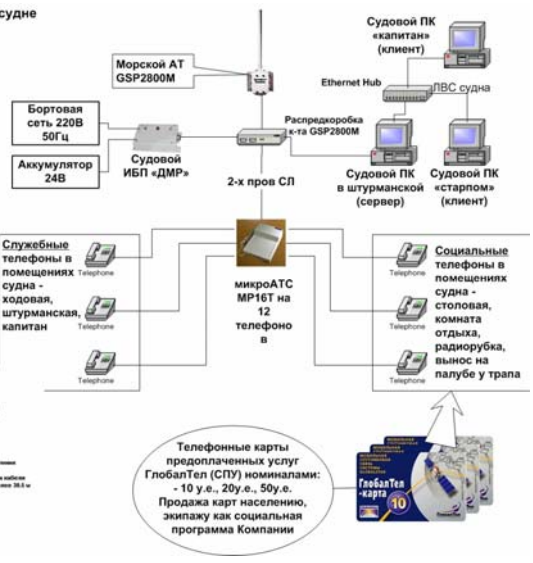 судне
Морской АТ
GSP2800M
Бортовая
сеть 220В
50Гц
Аккумулятор
24В
Судовой
ИБП «ДМР»
Распредкоробка
к-та GSP2800M
2-х пров СЛ
Судовой ПК
«капитан»
(клиент)
Ethernet Hub
ЛВС судна
Судовой ПК
в штурманской
(сервер)
Судовой ПК
«старпом»
(клиент)
Служебные
телефоны в
помещениях
судна -
ходовая,
штурманская,
капитан
Telephone
Telephone
Telephone
микроАТС
МР16Т на
12
телефоно
в
Telephone
Telephone
Telephone
Социальные
телефоны в
помещениях
судна -
столовая,
комната
отдыха,
радиорубка,
вынос на
палубе у трапа
Телефонные карты
предоплаченных услуг
ГлобалТел (СПУ) номиналами:
- 10 у.е., 20у.е., 50у.е.
Продажа карт населению,
экипажу как социальная
программа Компании
ГлобалТел
-карта
10